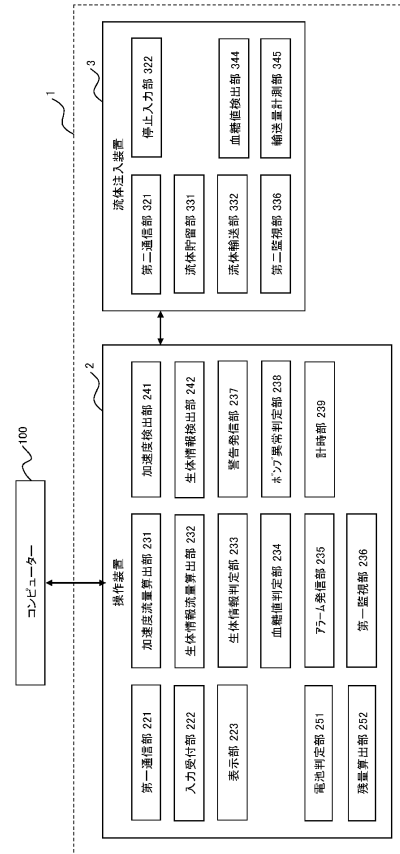 コンピューター
100
1
操作装置
2
第一通信部 221
入力受付部 222
表示部 223
電池判定部 251
残量算出部 252
加速度流量算出部 231
生体情報流量算出部 232
生体情報判定部 233
血糖値判定部 234
アラーム発信部 235
第一監視部 236
加速度検出部 241
生体情報検出部 242
警告発信部 237
ポンプ異常判定部 238
計時部 239
流体注入装置
3
第二通信部 321
流体貯留部 331
流体輸送部 332
第二監視部 336
停止入力部 322
血糖値検出部 344
輸送量計測部 345